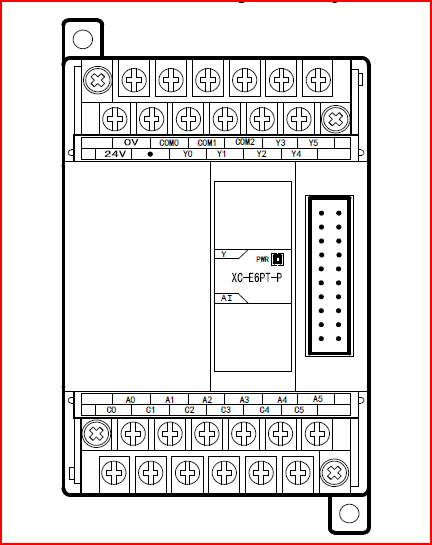 0V COM0 COM1 COM2 Y3 Y5
24V ● Y0 Y1 Y2 Y4
Y
PWR
XC-E6PT-P
AI
A0 A1 A2 A3 A4 A5
C0 C1 C2 C3 C4 C5